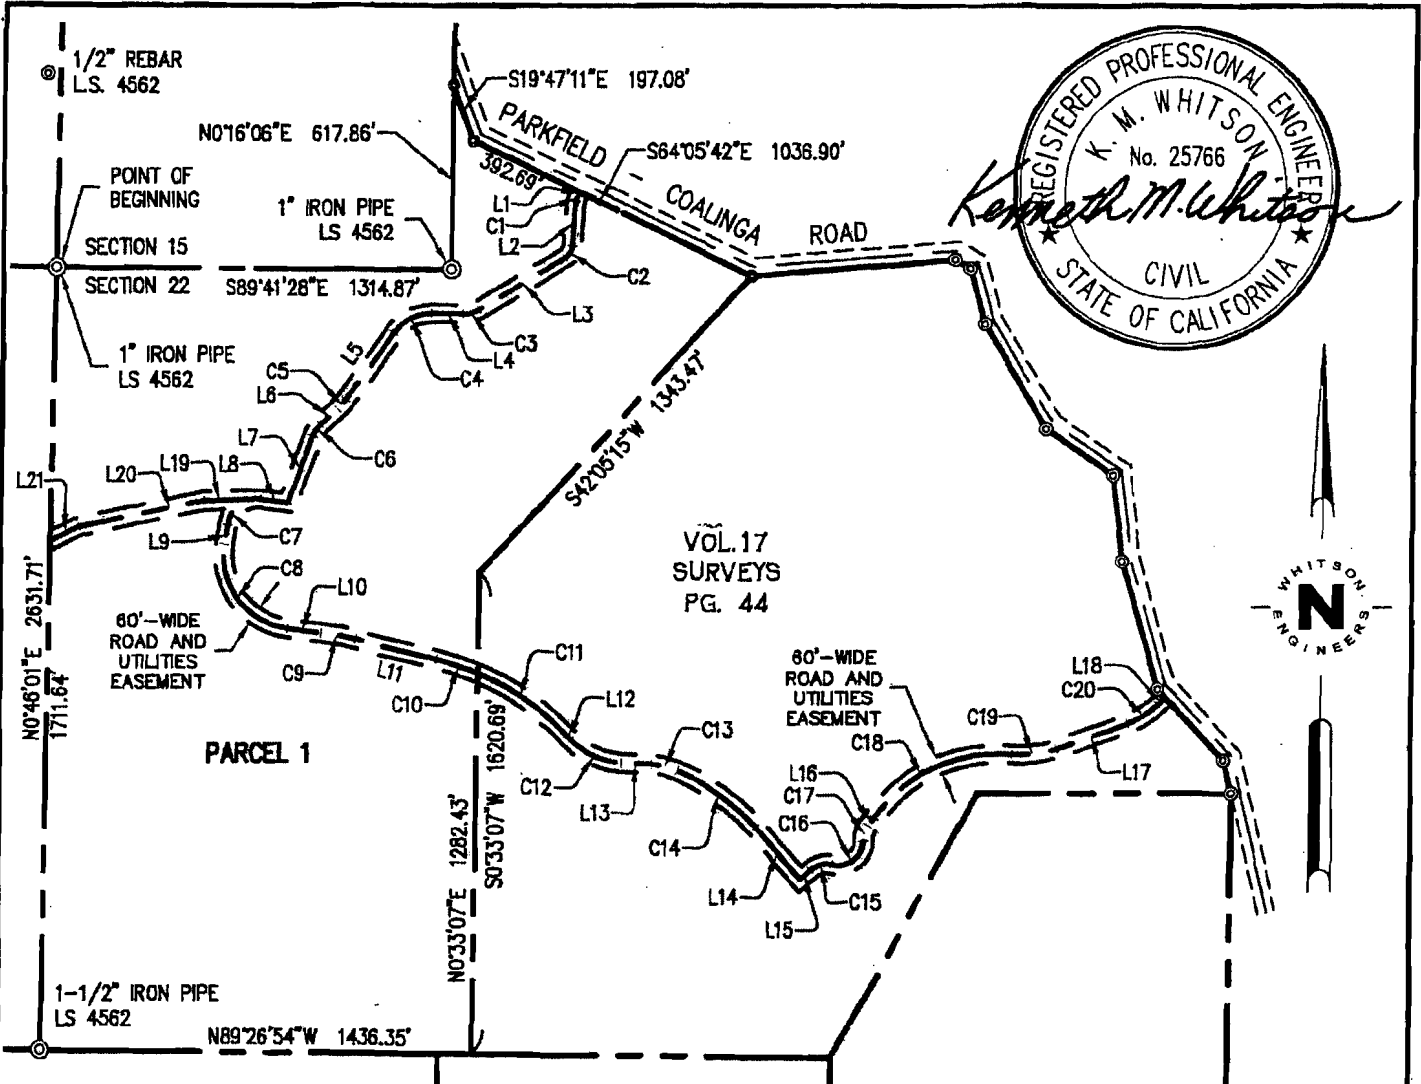 1/2" REBAR
L.S. 4562
S19°47'11"E 197.08'
N0°16'06"E 617.86'
PARKFIELD
COALINGA
ROAD
S64°05'42"E 1036.90'
392.69'
REGISTERED PROFESSIONAL ENGINEER
K. M. WHITSON
No. 25766
Kenneth M. Whitson
CIVIL
STATE OF CALIFORNIA
POINT OF
BEGINNING
1" IRON PIPE
LS 4562
L1
C1
L2
C2
SECTION 15
SECTION 22
S89°41'28"E 1314.87'
L3
C3
L4
C4
L5
1" IRON PIPE
LS 4562
C5
L6
L7
C6
S42°05'15"W 1343.47'
L21
L20
L19
L8
L9
C7
C8
L10
VOL.17
SURVEYS
PG. 44
WHITSON
N
ENGINEERS
N0°46'01"E 2631.71'
1711.64'
60'-WIDE
ROAD AND
UTILITIES
EASEMENT
C9
L11
C10
C11
L12
60'-WIDE
ROAD AND
UTILITIES
EASEMENT
L18
C20
C19
C18
L17
PARCEL 1
C12
L13
C13
L16
C17
C16
C14
L14
L15
C15
N0°33'07"E 1282.43'
S0°33'07"W 1620.69'
1-1/2" IRON PIPE
LS 4562
N89°26'54"W 1436.35'